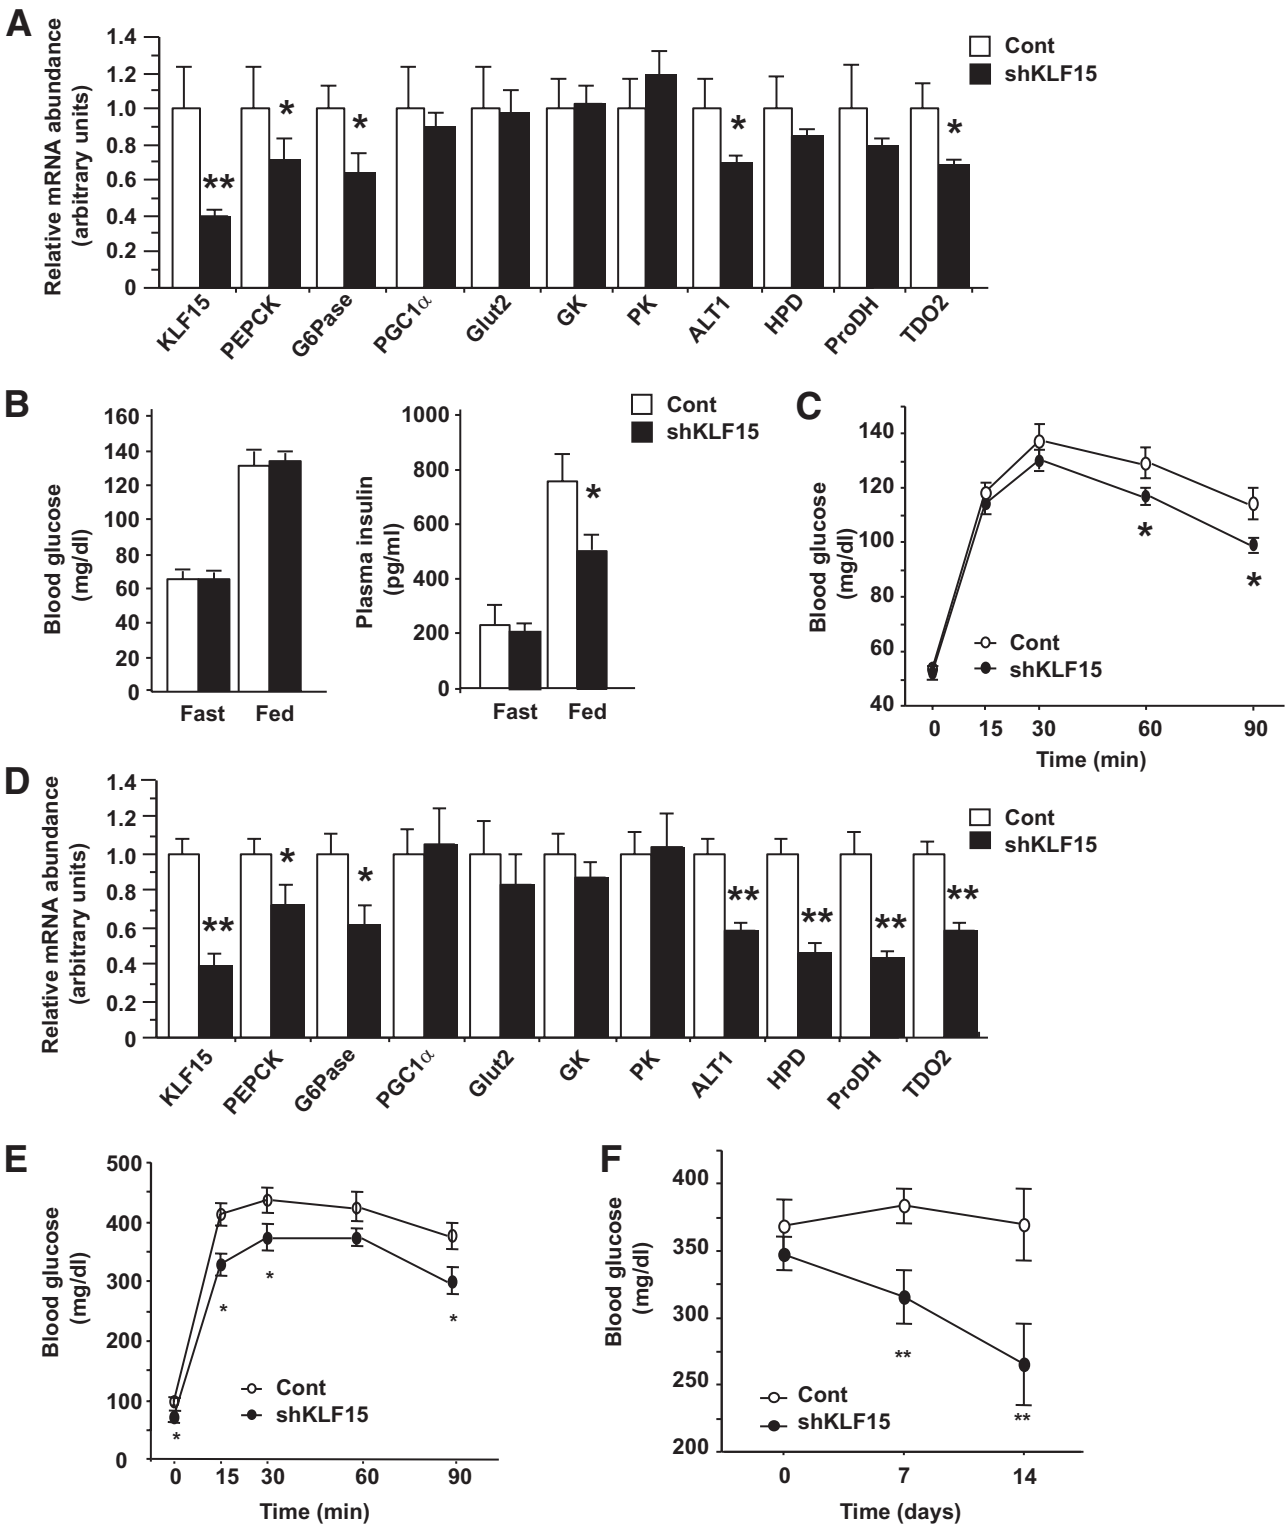 A
Relative mRNA abundance
(arbitrary units)
1.4
1.2
1.0
0.8
0.6
0.4
0.2
0
**
*
*
*
*
Cont
shKLF15
KLF15
PEPCK
G6Pase
PGC1α
Glut2
GK
PK
ALT1
HPD
ProDH
TDO2
B
Blood glucose
(mg/dl)
160
140
120
100
80
60
40
20
0
Fast
Fed
Plasma insulin
(pg/ml)
1000
800
600
400
200
0
*
Fast
Fed
Cont
shKLF15
C
Blood glucose
(mg/dl)
140
120
100
80
60
40
*
*
Cont
shKLF15
0
15
30
60
90
Time (min)
D
Relative mRNA abundance
(arbitrary units)
1.4
1.2
1.0
0.8
0.6
0.4
0.2
0
**
*
*
**
**
**
**
Cont
shKLF15
KLF15
PEPCK
G6Pase
PGC1α
Glut2
GK
PK
ALT1
HPD
ProDH
TDO2
E
Blood glucose
(mg/dl)
500
400
300
200
100
0
*
*
*
*
Cont
shKLF15
0
15
30
60
90
Time (min)
F
Blood glucose
(mg/dl)
400
350
300
250
200
**
**
Cont
shKLF15
0
7
14
Time (days)